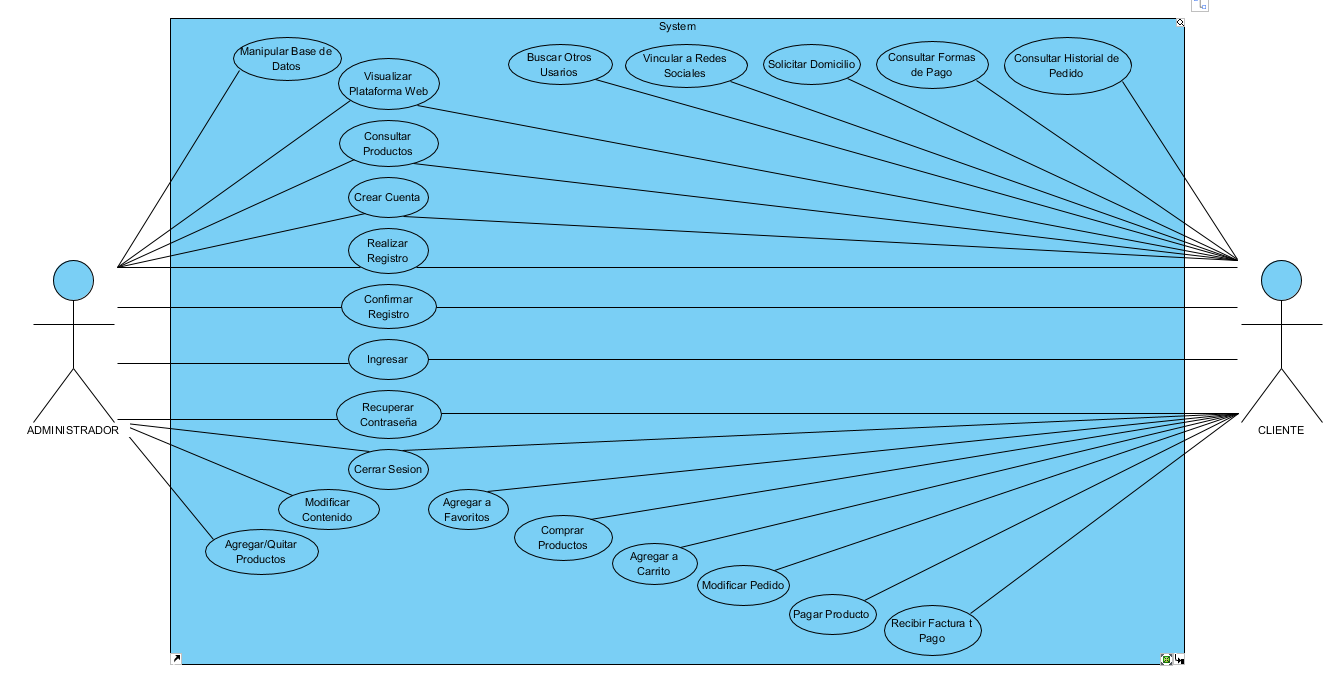 System
Manipular Base de
Datos
Visualizar
Plataforma Web
Buscar Otros
Usarios
Vincular a Redes
Sociales
Solicitar Domicilio
Consultar Formas
de Pago
Consultar Historial de
Pedido
Consultar
Productos
Crear Cuenta
Realizar
Registro
Confirmar
Registro
Ingresar
Recuperar
Contraseña
ADMINISTRADOR
CLIENTE
Cerrar Sesion
Modificar
Contenido
Agregar a
Favoritos
Agregar/Quitar
Productos
Comprar
Productos
Agregar a
Carrito
Modificar Pedido
Pagar Producto
Recibir Factura t
Pago